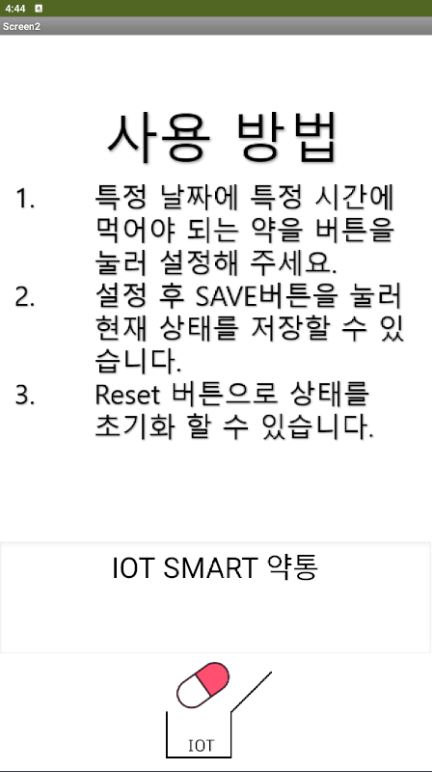 4:44
Screen2
사용 방법
1. 특정 날짜에 특정 시간에
먹어야 되는 약을 버튼을
눌러 설정해 주세요.
2. 설정 후 SAVE버튼을 눌러
현재 상태를 저장할 수 있
습니다.
3. Reset 버튼으로 상태를
초기화 할 수 있습니다.
IOT SMART 약통
IOT